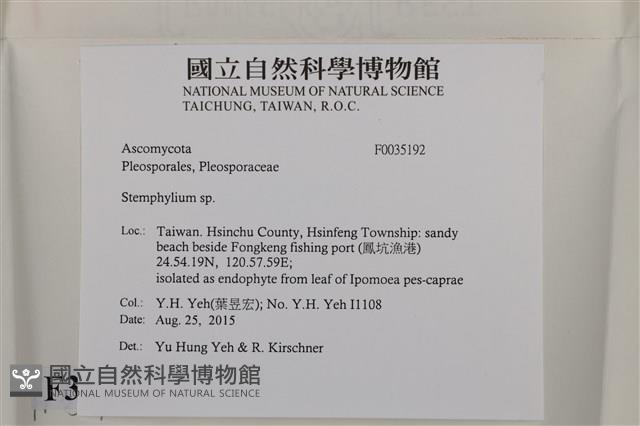 國立自然科學博物館
NATIONAL MUSEUM OF NATURAL SCIENCE
TAICHUNG, TAIWAN, R.O.C.
Ascomycota F0035192
Pleosporales, Pleosporaceae
Stemphylium sp.
Loc.: Taiwan. Hsinchu County, Hsinfeng Township: sandy
beach beside Fongkeng fishing port (鳳坑漁港)
24.54.19N, 120.57.59E;
isolated as endophyte from leaf of Ipomoea pes-caprae
Col.: Y.H. Yeh(葉昱宏); No. Y.H. Yeh I1108
Date: Aug. 25, 2015
Det.: Yu Hung Yeh & R. Kirschner
國立自然科學博物館
NATIONAL MUSEUM OF NATURAL SCIENCE
F3